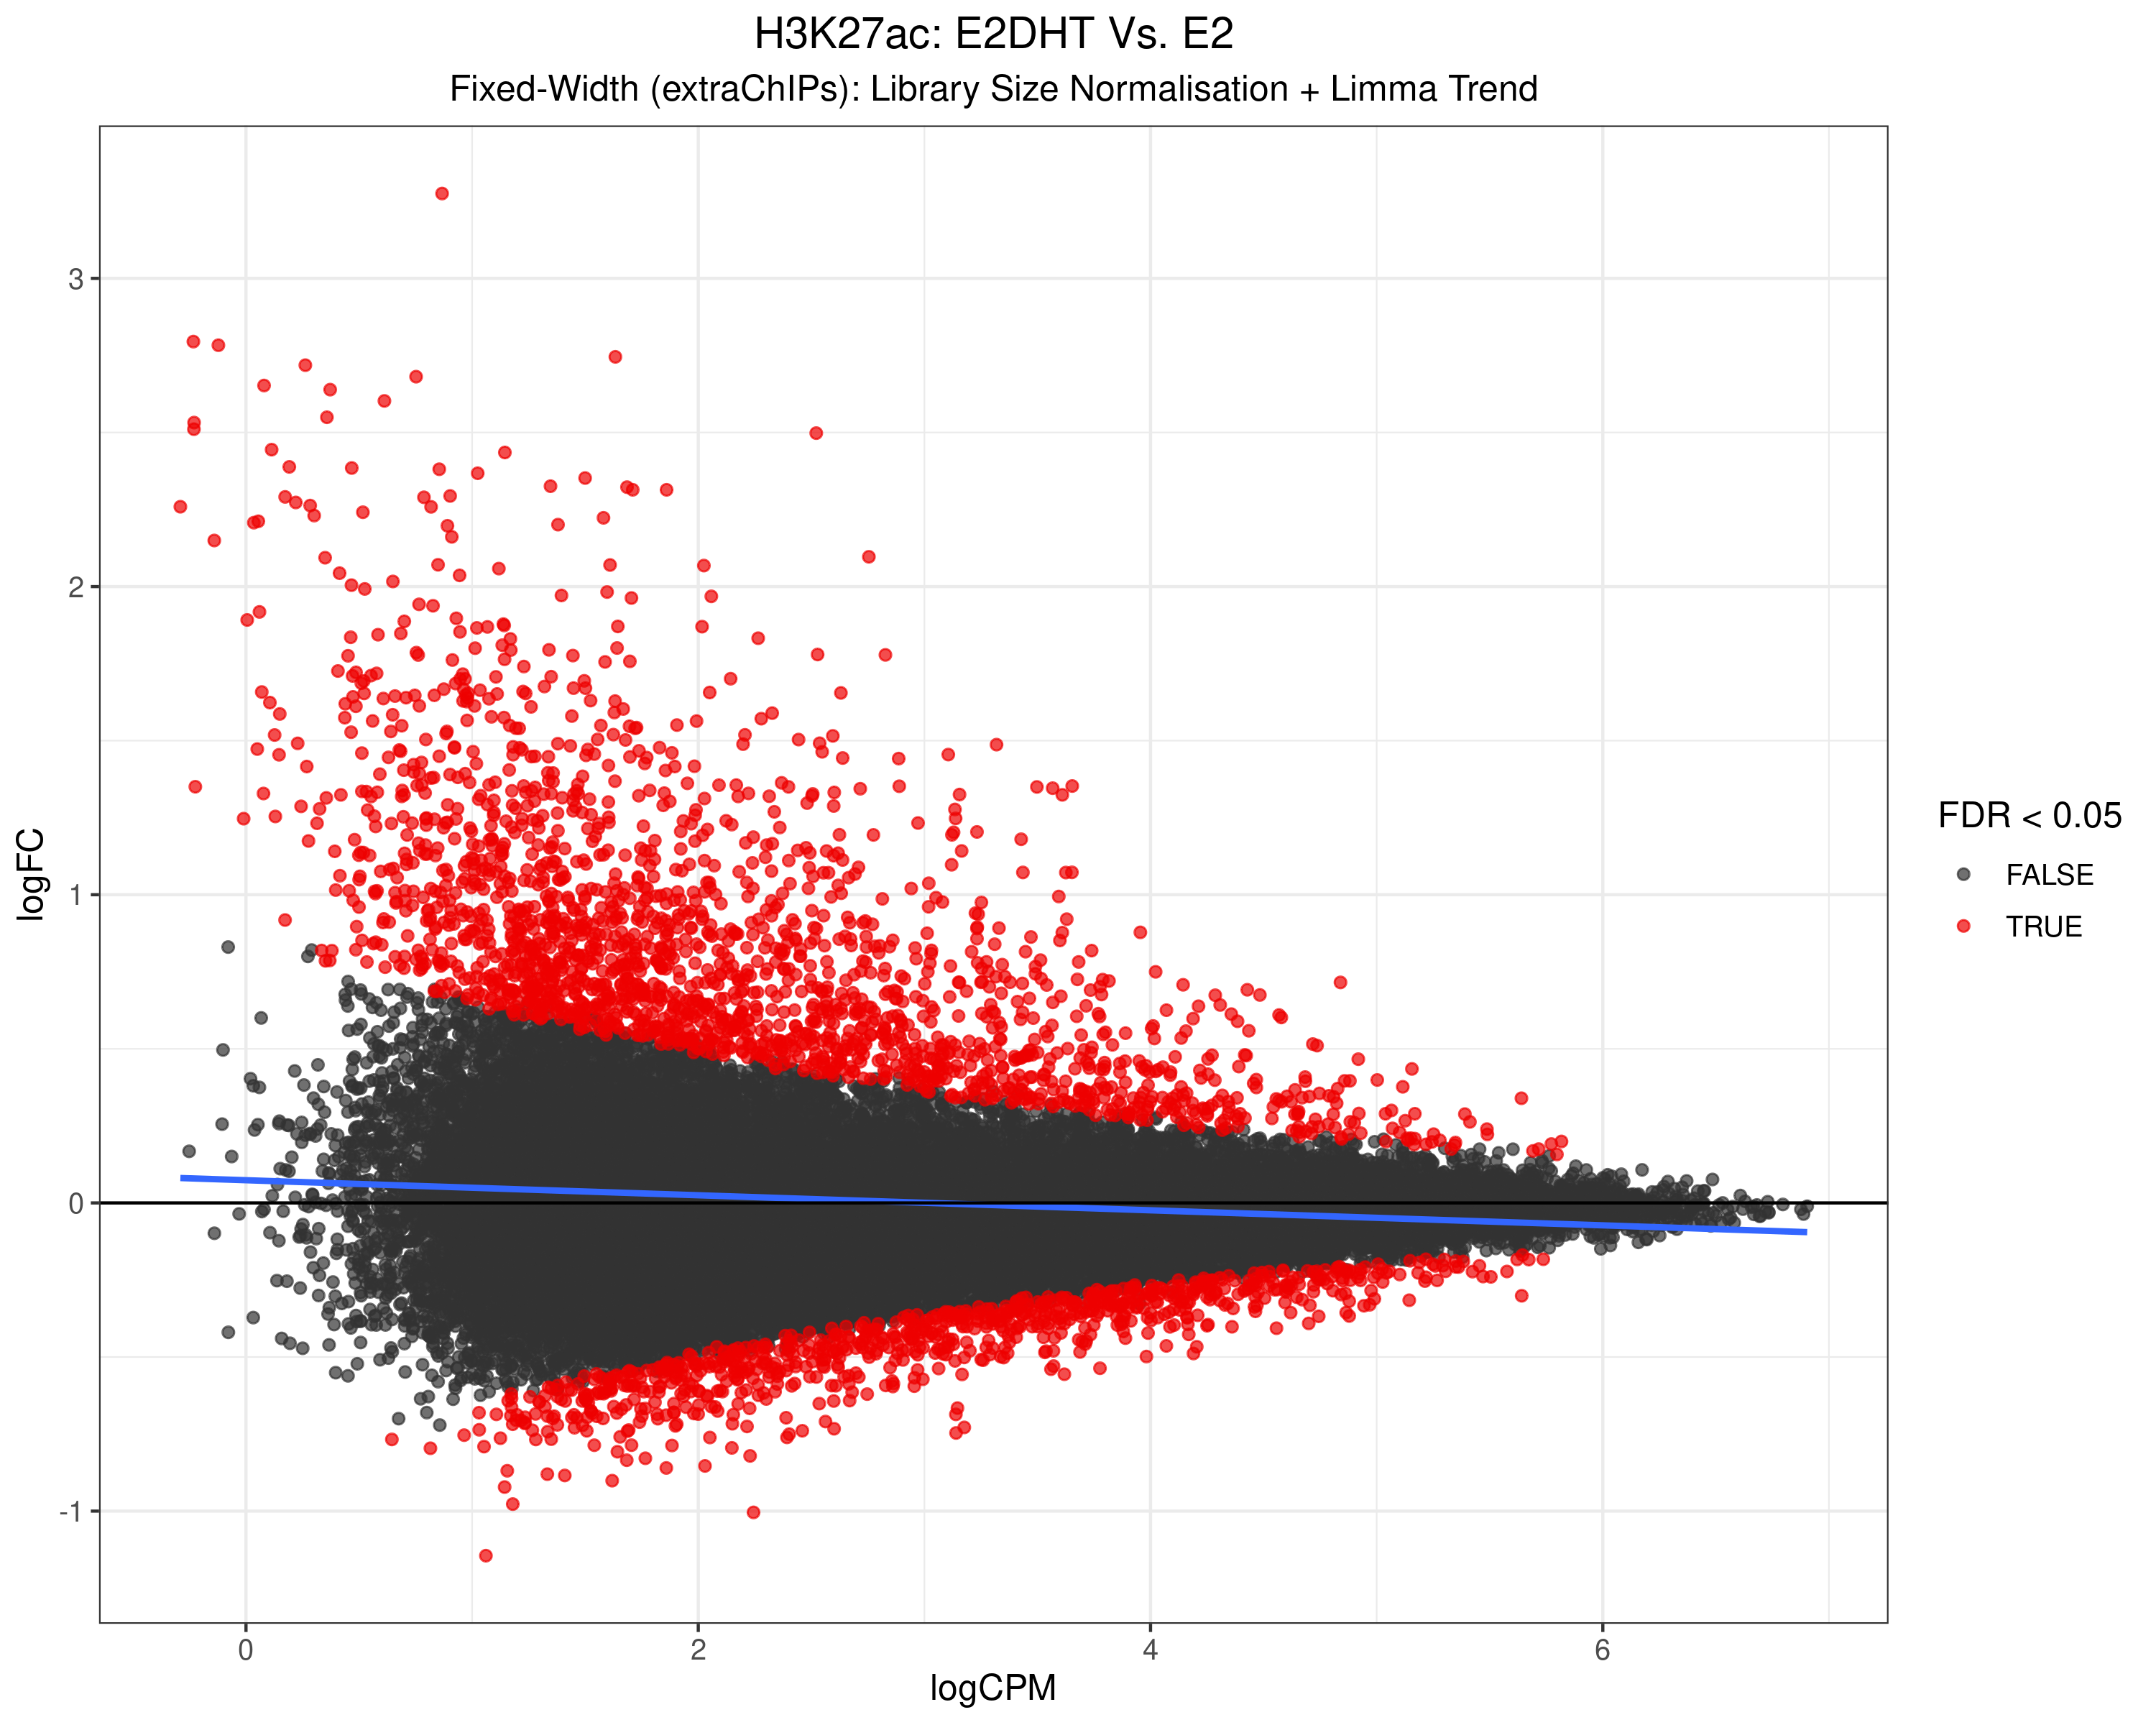 H3K27ac: E2DHT Vs. E2
Fixed-Width (extraChIPs): Library Size Normalisation + Limma Trend
logFC
3
2
1
0
-1
0 2 4 6
logCPM
FDR < 0.05
FALSE
TRUE